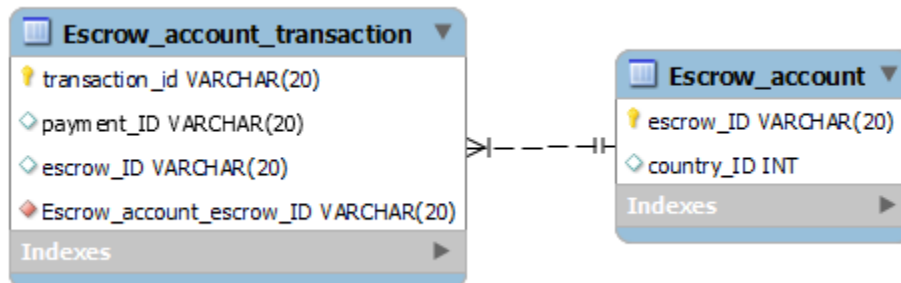 Escrow_account_transaction
transaction_id VARCHAR(20)
payment_ID VARCHAR(20)
escrow_ID VARCHAR(20)
Escrow_account_escrow_ID VARCHAR(20)
Indexes
Escrow_account
escrow_ID VARCHAR(20)
country_ID INT
Indexes